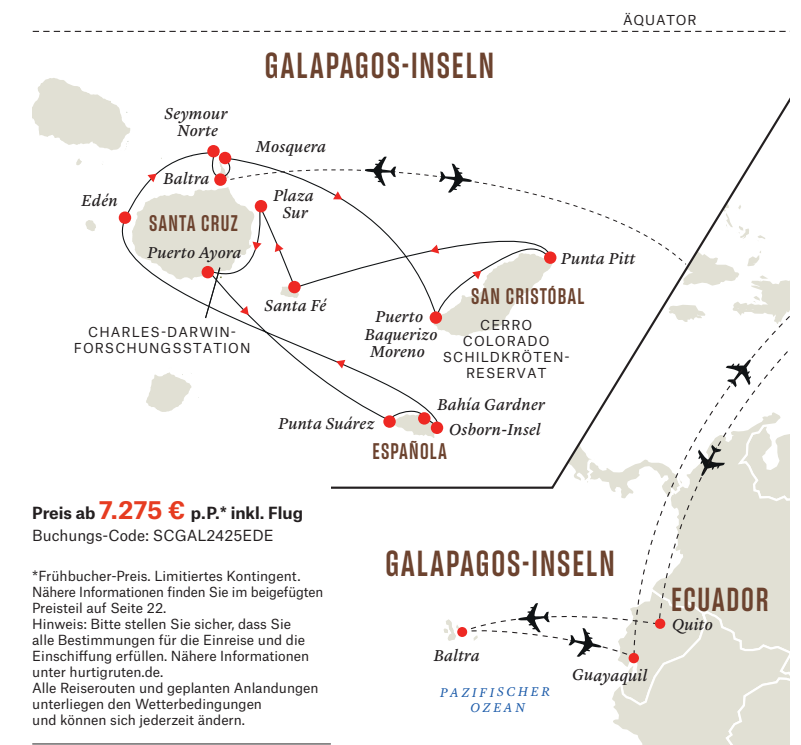 ÄQUATOR
GALAPAGOS-INSELN
Seymour
Norte
Mosquera
Baltra
Edén
Plaza
Sur
SANTA CRUZ
Puerto Ayora
Punta Pitt
Santa Fé
SAN CRISTÓBAL
Puerto
Baquerizo
Moreno
CERRO
COLORADO
SCHILDKRÖTEN-
RESERVAT
CHARLES-DARWIN-
FORSCHUNGSSTATION
Bahía Gardner
Punta Suárez
Osborn-Insel
ESPAÑOLA
Preis ab 7.275 € p.P.* inkl. Flug
Buchungs-Code: SCGAL2425EDE
*Frühbucher-Preis. Limitiertes Kontingent.
Nähere Informationen finden Sie im beigefügten
Preisteil auf Seite 22.
Hinweis: Bitte stellen Sie sicher, dass Sie
alle Bestimmungen für die Einreise und die
Einschiffung erfüllen. Nähere Informationen
unter hurtigruten.de.
Alle Reiserouten und geplanten Anlandungen
unterliegen den Wetterbedingungen
und können sich jederzeit ändern.
GALAPAGOS-INSELN
ECUADOR
Quito
Baltra
Guayaquil
PAZIFISCHER
OZEAN